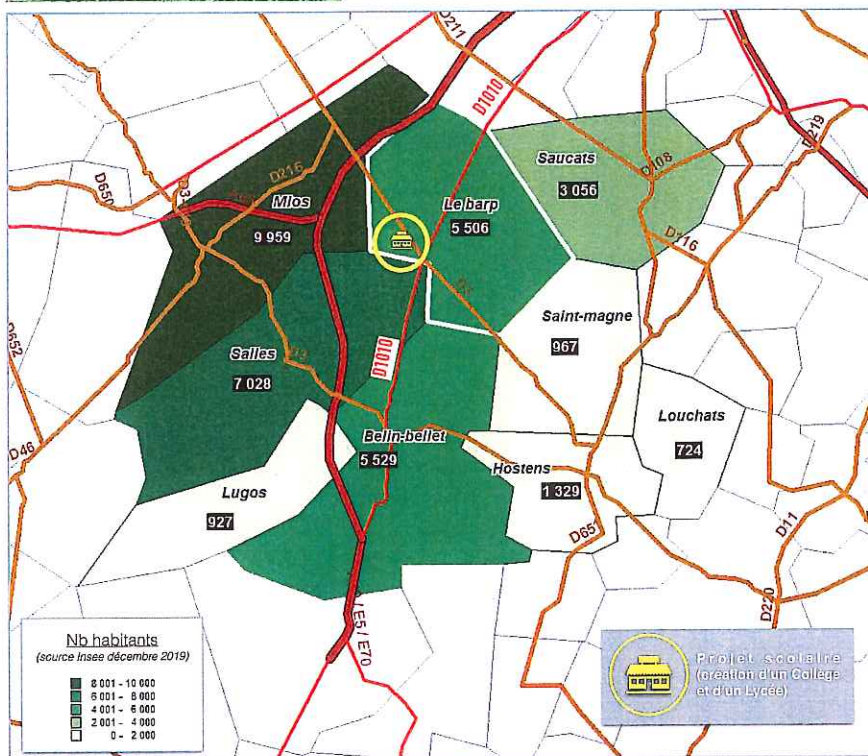 D211
D1010
D219
D650
D216
D3
Mios
9 959
Le barp
5 506
Saucats
3 056
D108
D116
D652
Salles
7 028
D1010
Saint-magne
967
Louchats
724
D46
Belin-beliet
5 529
Hostens
1 329
Lugos
927
D651
D11
D220
/ E5 / E70
Nb habitants
(source Insee décembre 2019)
8 001 - 10 000
6 001 - 8 000
4 001 - 6 000
2 001 - 4 000
0 - 2 000
Projet scolaire
(création d'un Collège
et d'un Lycée)